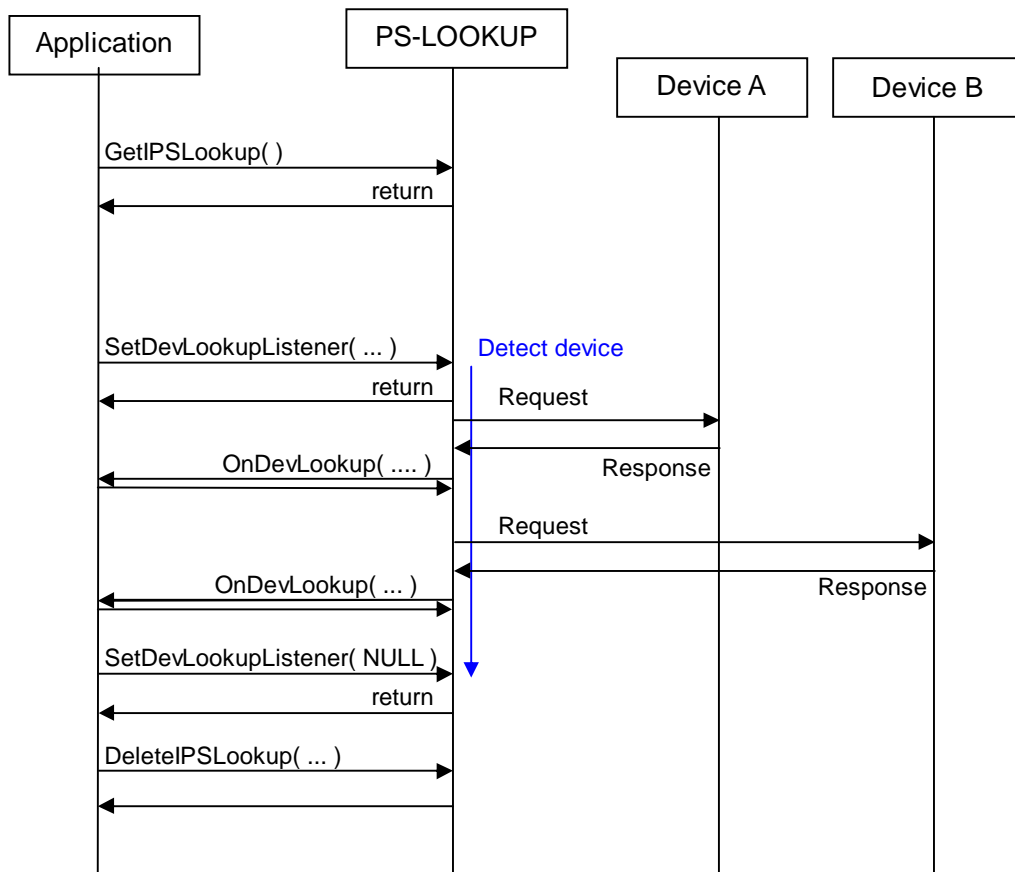 Application
PS-LOOKUP
Device A
Device B
GetIPSLookup( )
return
SetDevLookupListener( ... )
Detect device
return
Request
OnDevLookup( .... )
Response
Request
OnDevLookup( ... )
Response
SetDevLookupListener( NULL )
return
DeleteIPSLookup( ... )